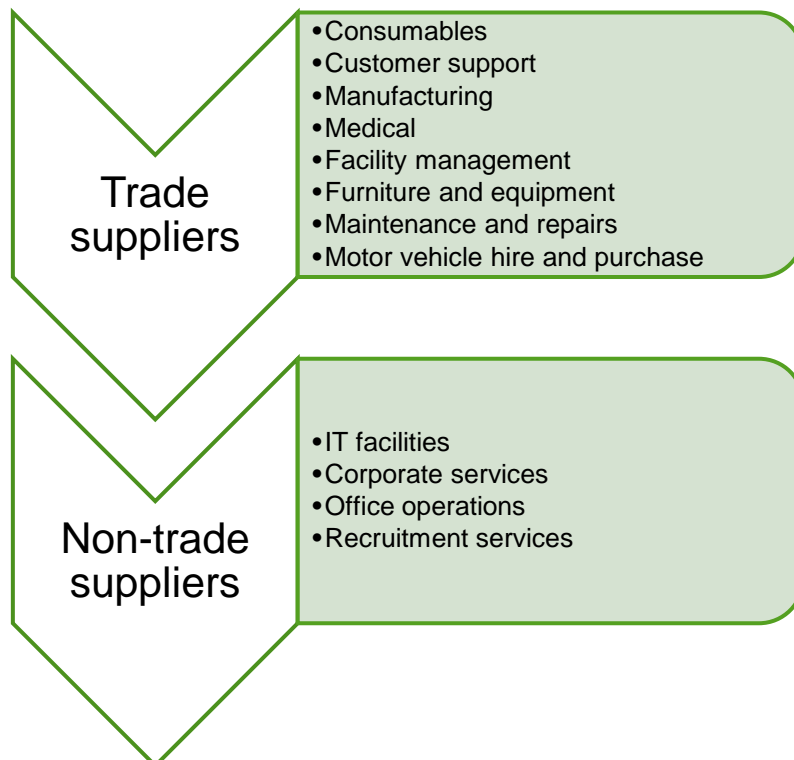 Trade
suppliers
•Consumables
•Customer support
•Manufacturing
•Medical
•Facility management
•Furniture and equipment
•Maintenance and repairs
•Motor vehicle hire and purchase
Non-trade
suppliers
•IT facilities
•Corporate services
•Office operations
•Recruitment services